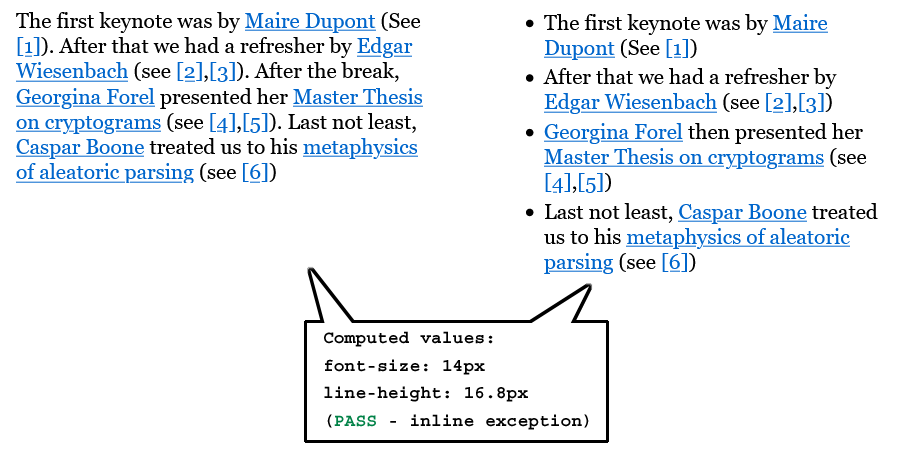 The first keynote was by Maire Dupont (See
[1]). After that we had a refresher by Edgar
Wiesenbach (see [2],[3]). After the break,
Georgina Forel presented her Master Thesis
on cryptograms (see [4],[5]). Last not least,
Caspar Boone treated us to his metaphysics
of aleatoric parsing (see [6])
• The first keynote was by Maire
Dupont (See [1])
• After that we had a refresher by
Edgar Wiesenbach (see [2],[3])
• Georgina Forel then presented her
Master Thesis on cryptograms (see
[4],[5])
• Last not least, Caspar Boone treated
us to his metaphysics of aleatoric
parsing (see [6])
Computed values:
font-size: 14px
line-height: 16.8px
(PASS - inline exception)